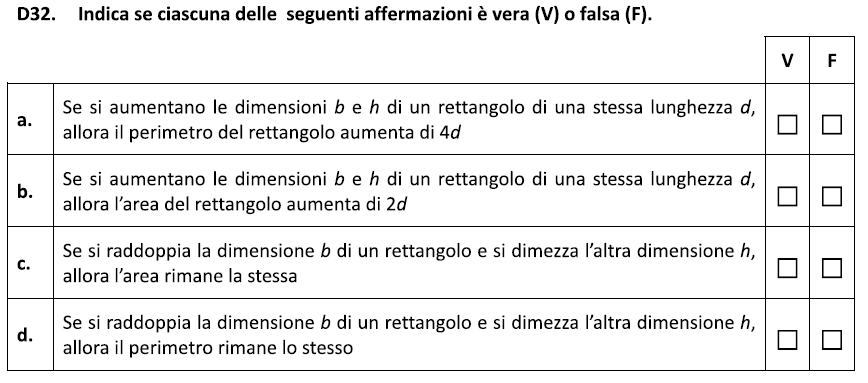 D32. Indica se ciascuna delle seguenti affermazioni è vera (V) o falsa (F).
V F
a. Se si aumentano le dimensioni b e h di un rettangolo di una stessa lunghezza d,
allora il perimetro del rettangolo aumenta di 4d
b. Se si aumentano le dimensioni b e h di un rettangolo di una stessa lunghezza d,
allora l’area del rettangolo aumenta di 2d
c. Se si raddoppia la dimensione b di un rettangolo e si dimezza l’altra dimensione h,
allora l’area rimane la stessa
d. Se si raddoppia la dimensione b di un rettangolo e si dimezza l’altra dimensione h,
allora il perimetro rimane lo stesso